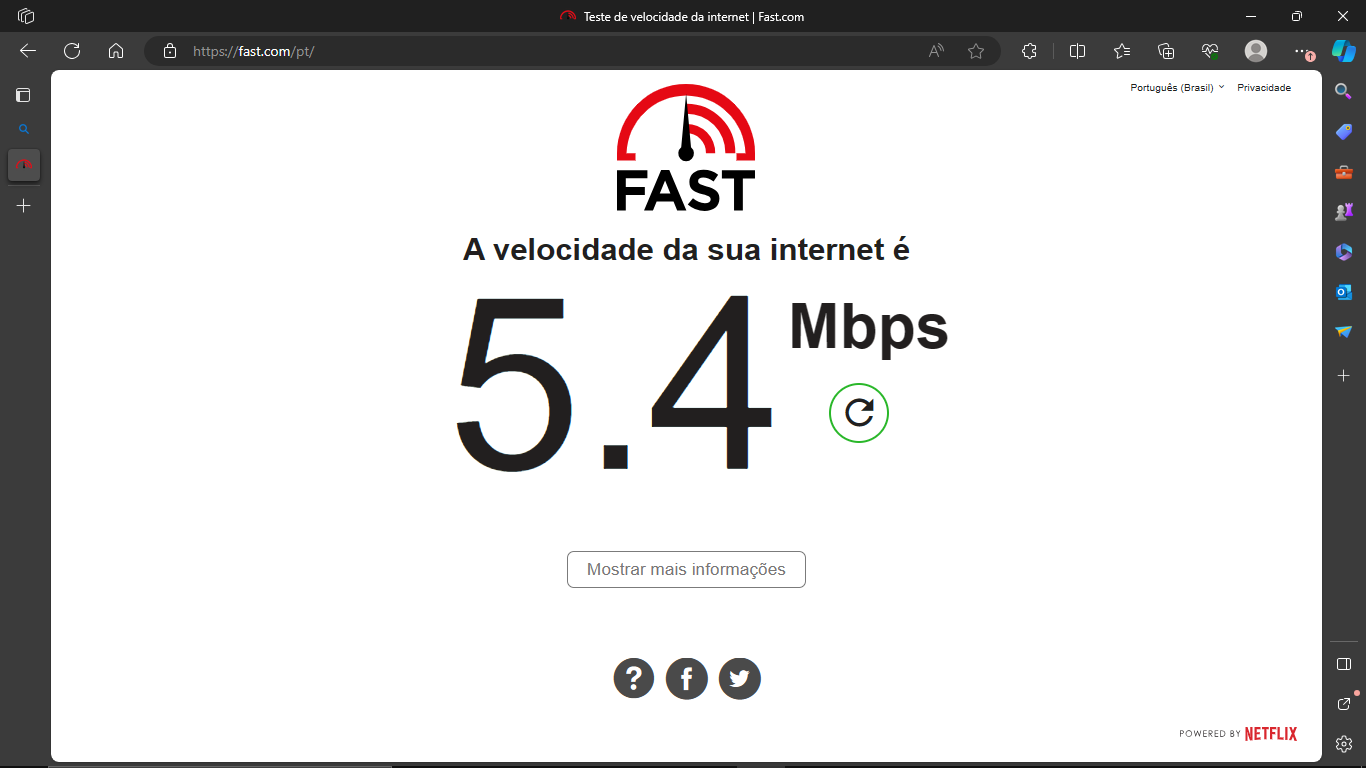 Teste de velocidade da internet | Fast.com
https://fast.com/pt/
Português (Brasil) Privacidade
FAST
A velocidade da sua internet é
5.4 Mbps
Mostrar mais informações
?
f
POWERED BY NETFLIX